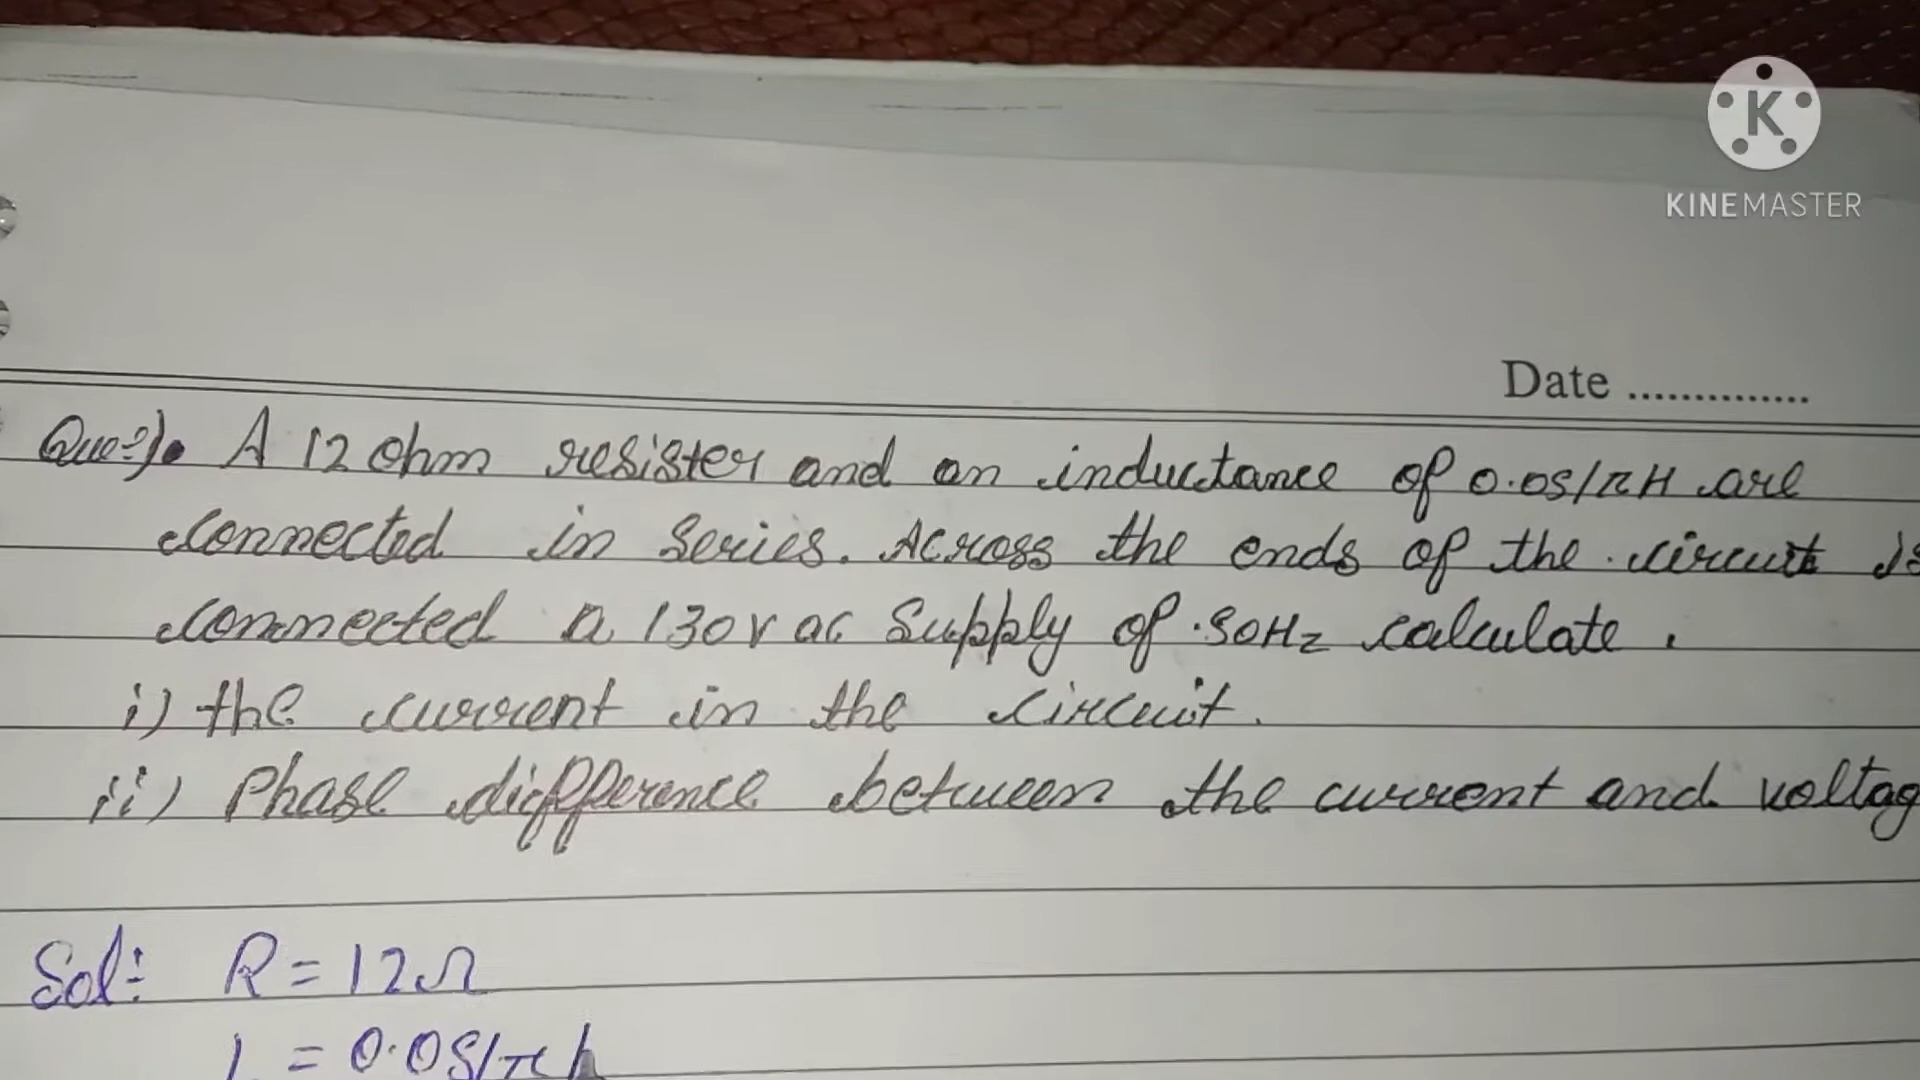 K
KINEMASTER
Date ..............
Que:). A 12 ohm resister and an inductance of 0.05/πH are
connected in series. Across the ends of the circuit is
connected a 130v ac Supply of 50Hz calculate.
i) the current in the circuit.
ii) Phase difference between the current and voltag
Sol: R = 12Ω
L = 0.05/π h